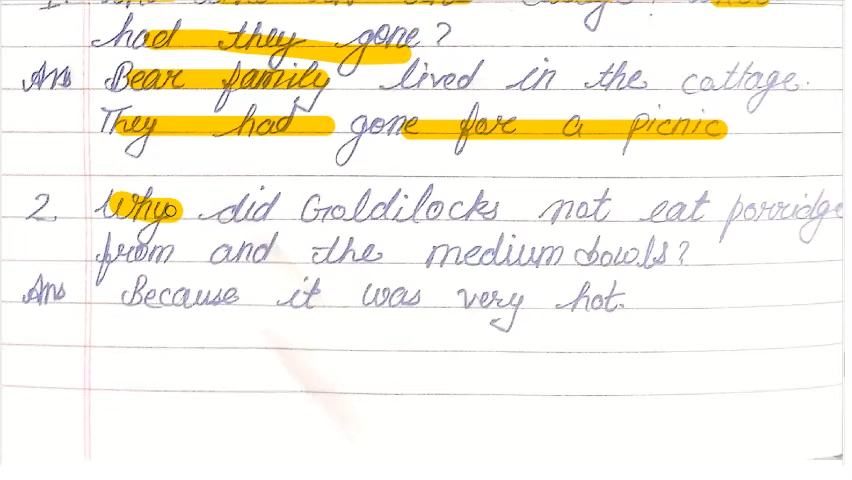 had they gone?
Ans Bear family lived in the cottage.
They had gone for a picnic
2. Why did Goldilocks not eat porridge
from and the medium bowls?
Ans Because it was very hot.